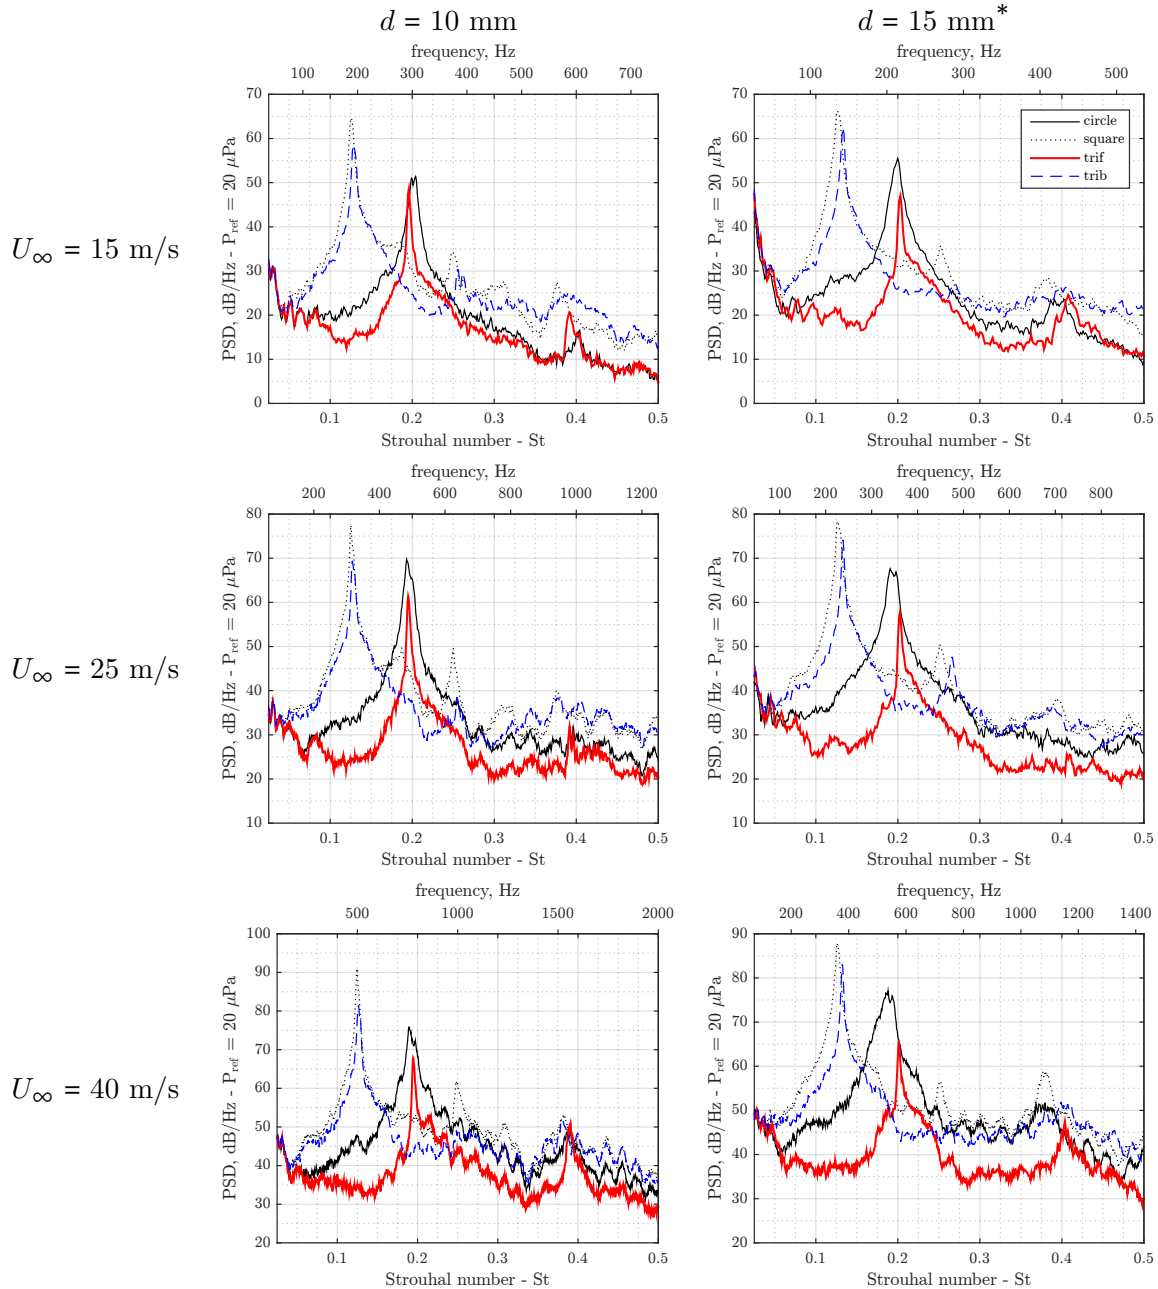 d = 10 mm
d = 15 mm*
U∞ = 15 m/s
frequency, Hz
100 200 300 400 500 600 700
70
60
50
40
30
20
10
0
PSD, dB/Hz - Pref = 20 μPa
0.1 0.2 0.3 0.4 0.5
Strouhal number - St
frequency, Hz
100 200 300 400 500
70
60
50
40
30
20
10
0
PSD, dB/Hz - Pref = 20 μPa
circle
square
trif
trib
0.1 0.2 0.3 0.4 0.5
Strouhal number - St
U∞ = 25 m/s
frequency, Hz
200 400 600 800 1000 1200
80
70
60
50
40
30
20
10
PSD, dB/Hz - Pref = 20 μPa
0.1 0.2 0.3 0.4 0.5
Strouhal number - St
frequency, Hz
100 200 300 400 500 600 700 800
80
70
60
50
40
30
20
10
PSD, dB/Hz - Pref = 20 μPa
0.1 0.2 0.3 0.4 0.5
Strouhal number - St
U∞ = 40 m/s
frequency, Hz
500 1000 1500 2000
100
90
80
70
60
50
40
30
20
PSD, dB/Hz - Pref = 20 μPa
0.1 0.2 0.3 0.4 0.5
Strouhal number - St
frequency, Hz
200 400 600 800 1000 1200 1400
90
80
70
60
50
40
30
20
PSD, dB/Hz - Pref = 20 μPa
0.1 0.2 0.3 0.4 0.5
Strouhal number - St